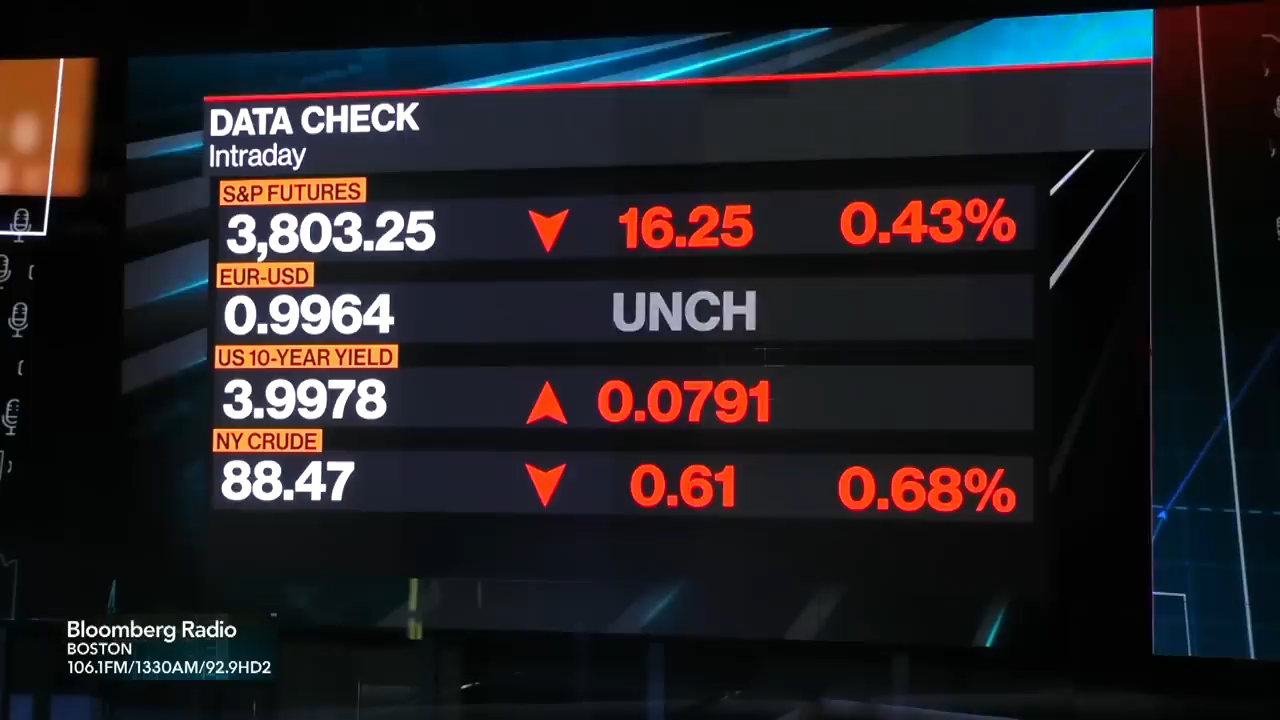 DATA CHECK
Intraday
S&P FUTURES
3,803.25 ▼ 16.25 0.43%
EUR-USD
0.9964 UNCH
US 10-YEAR YIELD
3.9978 ▲ 0.0791
NY CRUDE
88.47 ▼ 0.61 0.68%
Bloomberg Radio
BOSTON
106.1FM/1330AM/92.9HD2